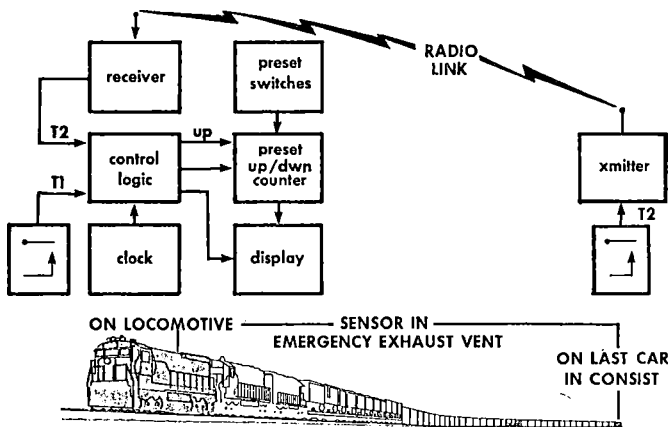 RADIO
LINK
receiver
preset
switches
T2
up
control
logic
preset
up/dwn
counter
xmitter
T1
T2
clock
display
ON LOCOMOTIVE
SENSOR IN
EMERGENCY EXHAUST VENT
ON LAST CAR
IN CONSIST